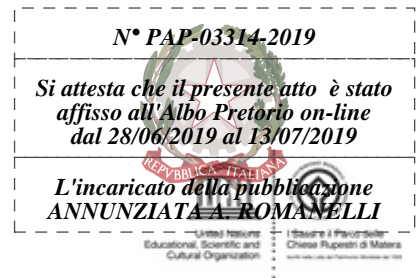 N° PAP-03314-2019
Si attesta che il presente atto è stato
affisso all'Albo Pretorio on-line
dal 28/06/2019 al 13/07/2019
REPVBBLICA ITALIANA
L'incaricato della pubblicazione
ANNUNZIATA A. ROMANELLI
United Nations
Educational, Scientific and
Cultural Organization
I Sassi e il Parco delle
Chiese Rupestri di Matera